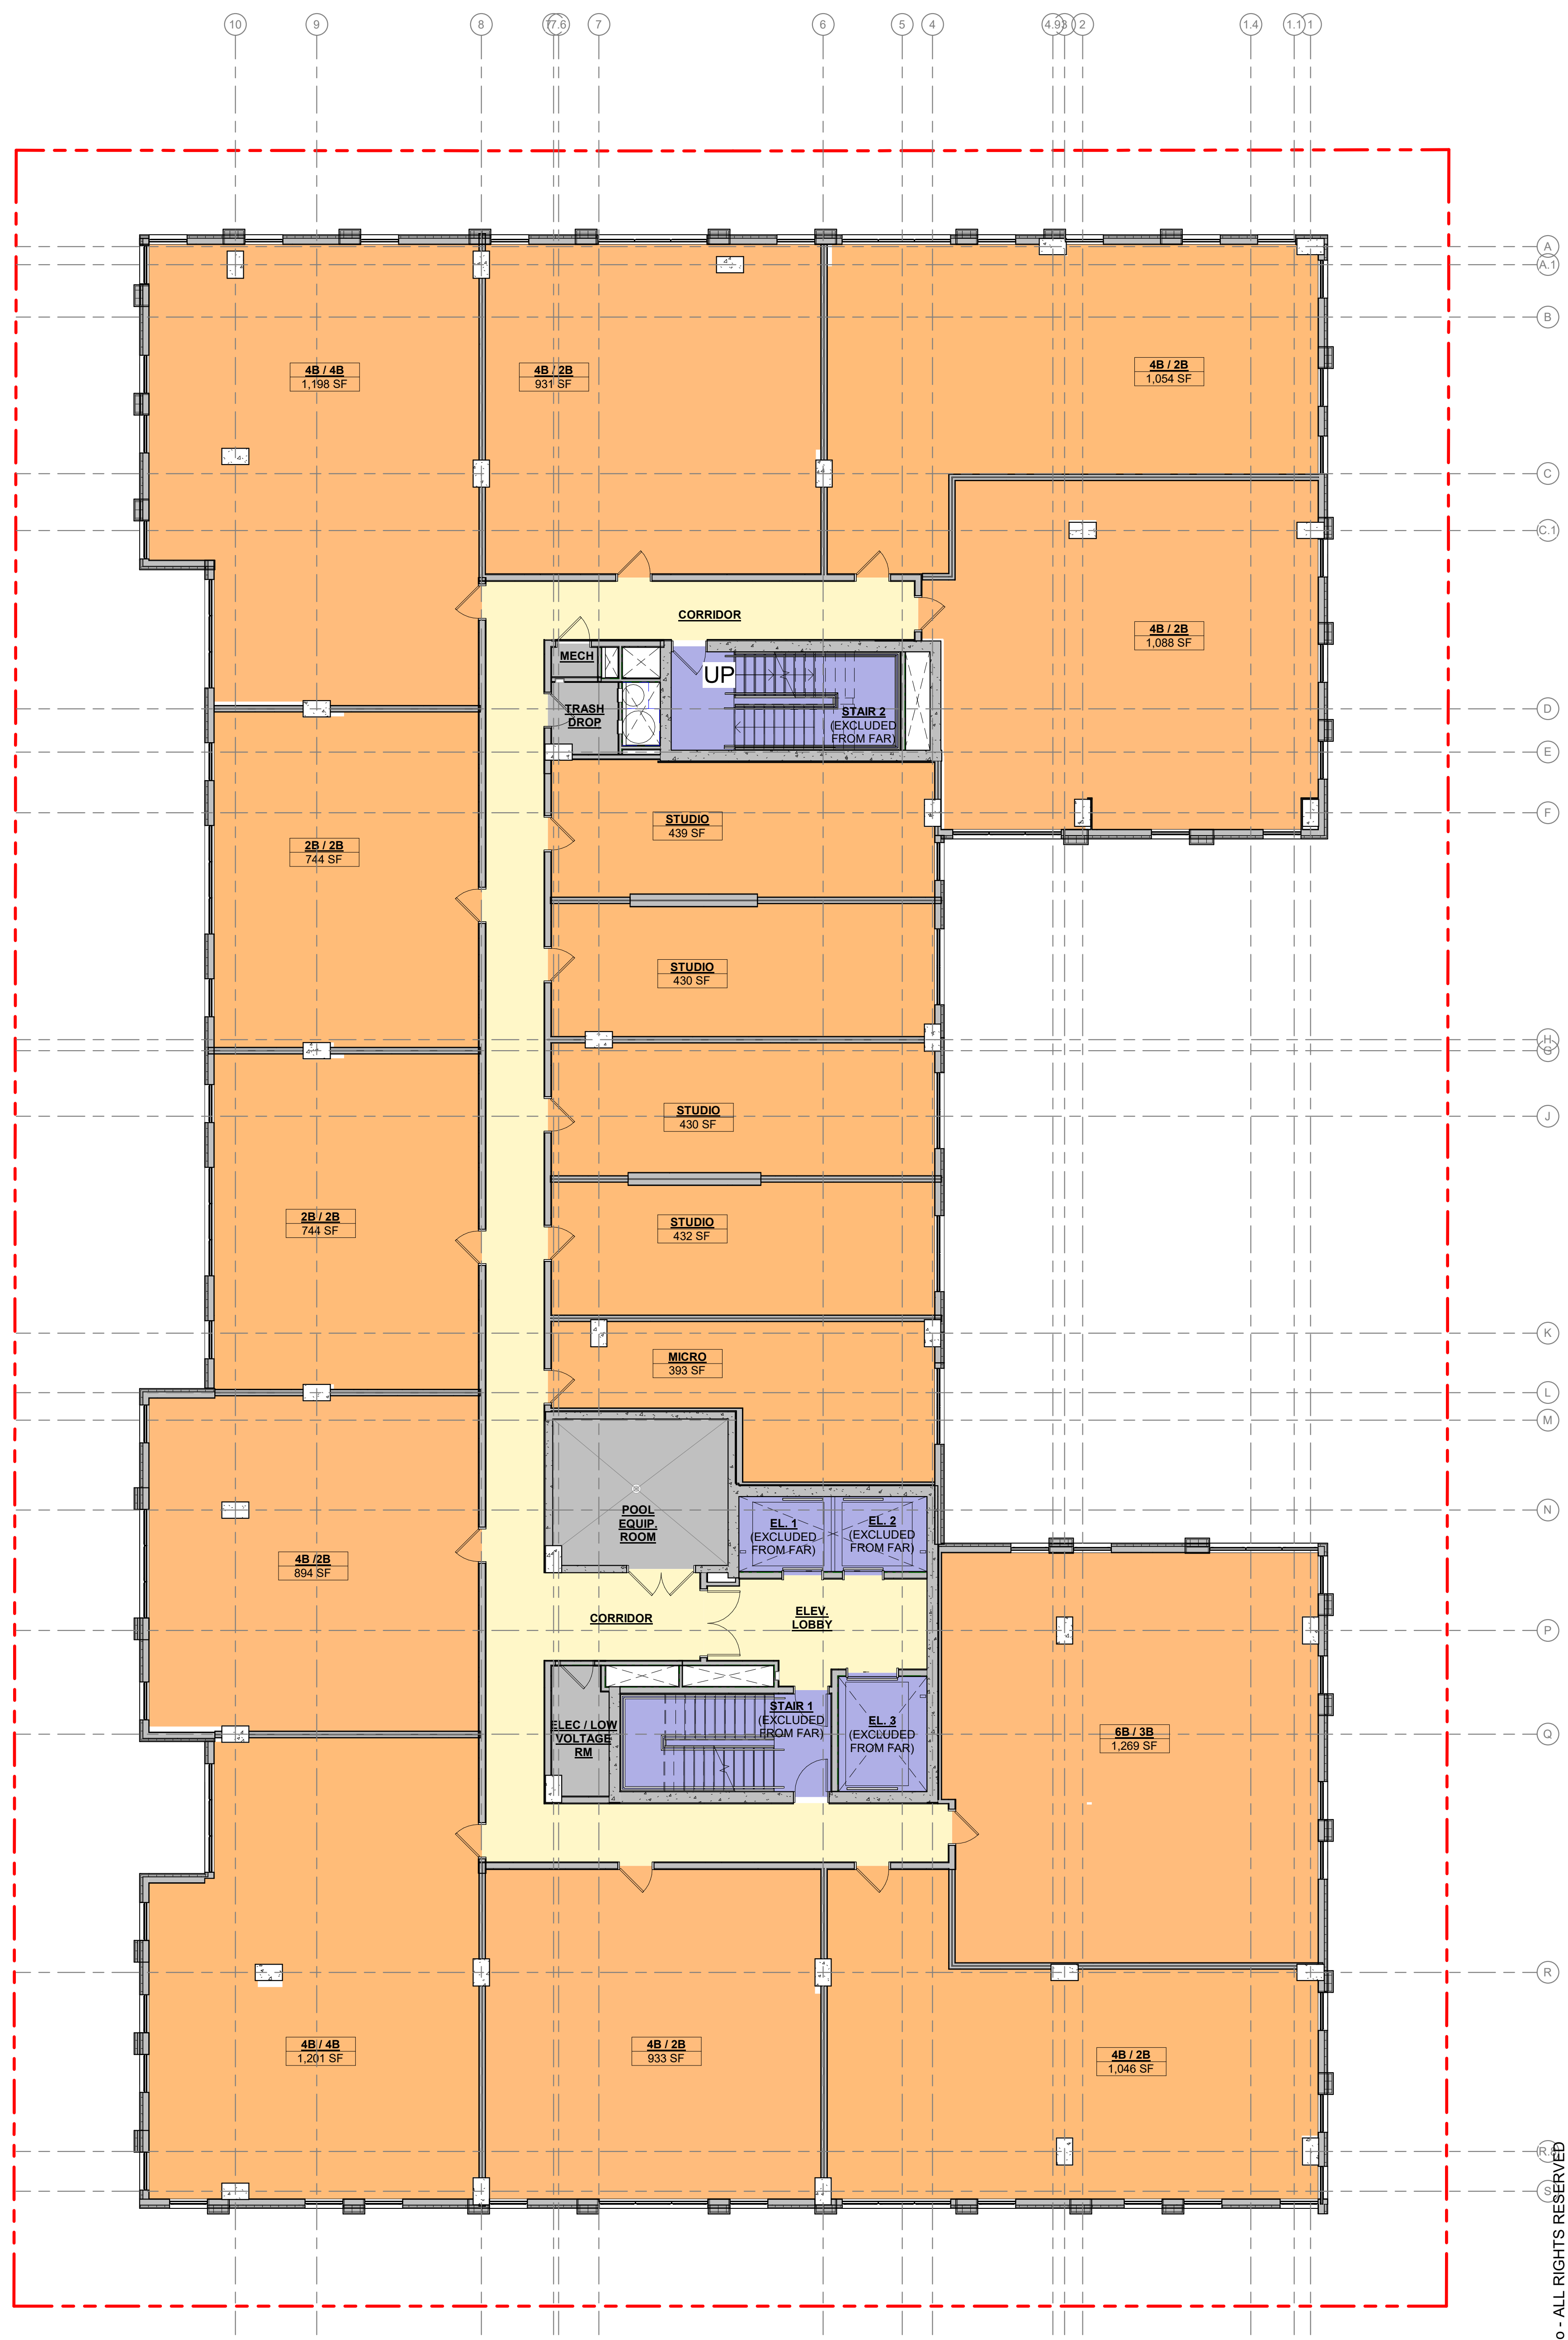 10
9
8
7.6
7
6
5
4
4.9
3
2
1.4
1.1
1
A
A.1
B
4B / 4B
1,198 SF
4B / 2B
931 SF
4B / 2B
1,054 SF
C
C.1
CORRIDOR
4B / 2B
1,088 SF
MECH
UP
TRASH
DROP
STAIR 2
(EXCLUDED
FROM FAR)
D
E
F
STUDIO
439 SF
2B / 2B
744 SF
STUDIO
430 SF
H
G
STUDIO
430 SF
J
2B / 2B
744 SF
STUDIO
432 SF
K
MICRO
393 SF
L
M
POOL
EQUIP.
ROOM
EL. 1
(EXCLUDED
FROM FAR)
EL. 2
(EXCLUDED
FROM FAR)
N
4B /2B
894 SF
CORRIDOR
ELEV.
LOBBY
P
ELEC / LOW
VOLTAGE
RM
STAIR 1
(EXCLUDED
FROM FAR)
EL. 3
(EXCLUDED
FROM FAR)
6B / 3B
1,269 SF
Q
R
4B / 4B
1,201 SF
4B / 2B
933 SF
4B / 2B
1,046 SF
S
o - ALL RIGHTS RESERVED